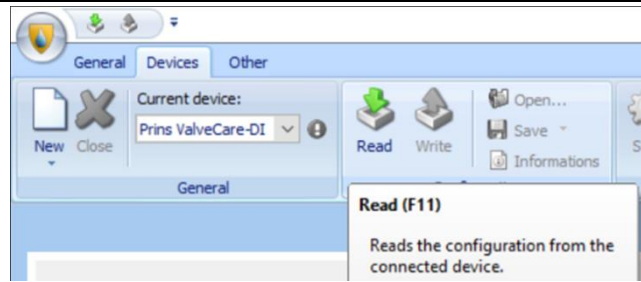 General Devices Other
Current device:
Prins ValveCare-DI
New Close
General
Read Write
Open...
Save
Informations
Read (F11)
Reads the configuration from the
connected device.